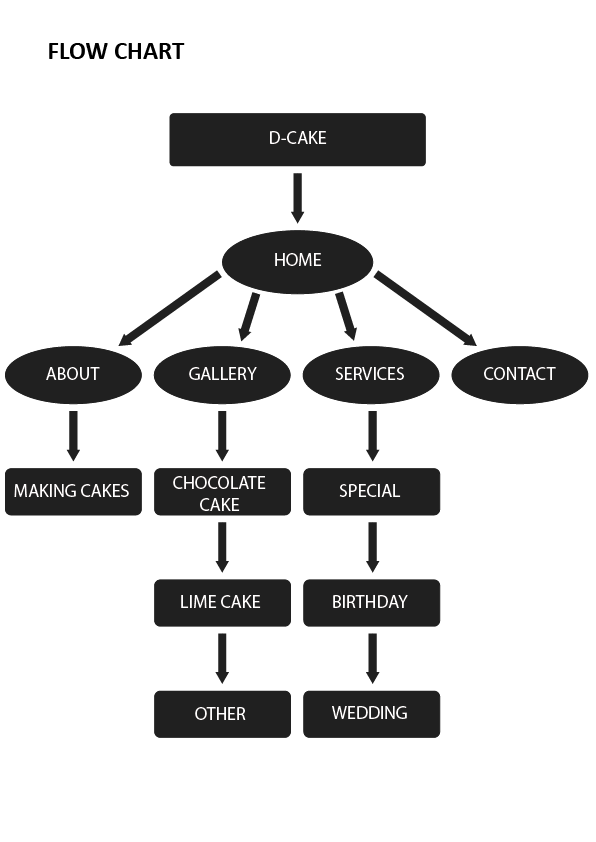 FLOW CHART
D-CAKE
HOME
ABOUT
GALLERY
SERVICES
CONTACT
MAKING CAKES
CHOCOLATE
CAKE
SPECIAL
LIME CAKE
BIRTHDAY
OTHER
WEDDING